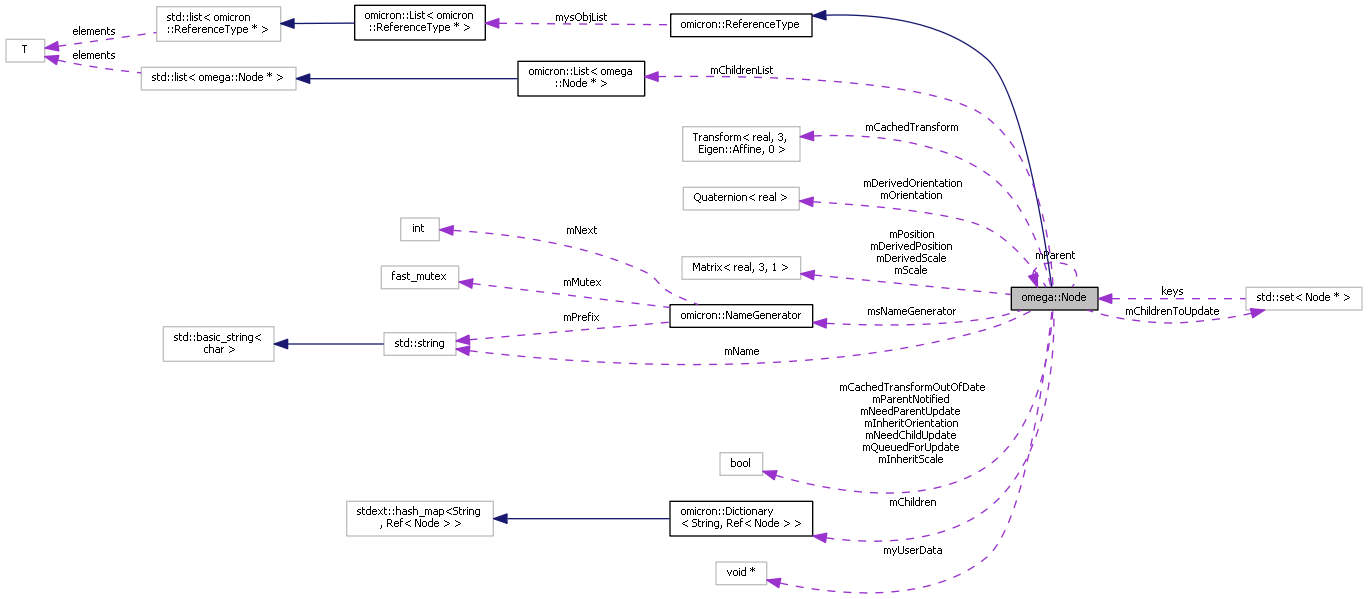 std::list< omicron
::ReferenceType * >
omicron::List< omicron
::ReferenceType * >
mysObjList
omicron::ReferenceType
elements
T
elements
std::list< omega::Node * >
omicron::List< omega
::Node * >
mChildrenList
Transform< real, 3,
Eigen::Affine, 0 >
mCachedTransform
Quaternion< real >
mDerivedOrientation
mOrientation
int
mNext
mPosition
mDerivedPosition
mDerivedScale
mScale
Matrix< real, 3, 1 >
mParent
omega::Node
keys
std::set< Node * >
mChildrenToUpdate
fast_mutex
mMutex
omicron::NameGenerator
msNameGenerator
mPrefix
std::basic_string<
char >
std::string
mName
mCachedTransformOutOfDate
mParentNotified
mNeedParentUpdate
mInheritOrientation
mNeedChildUpdate
mQueuedForUpdate
mInheritScale
bool
mChildren
stdext::hash_map<String
, Ref< Node > >
omicron::Dictionary
< String, Ref< Node > >
myUserData
void *